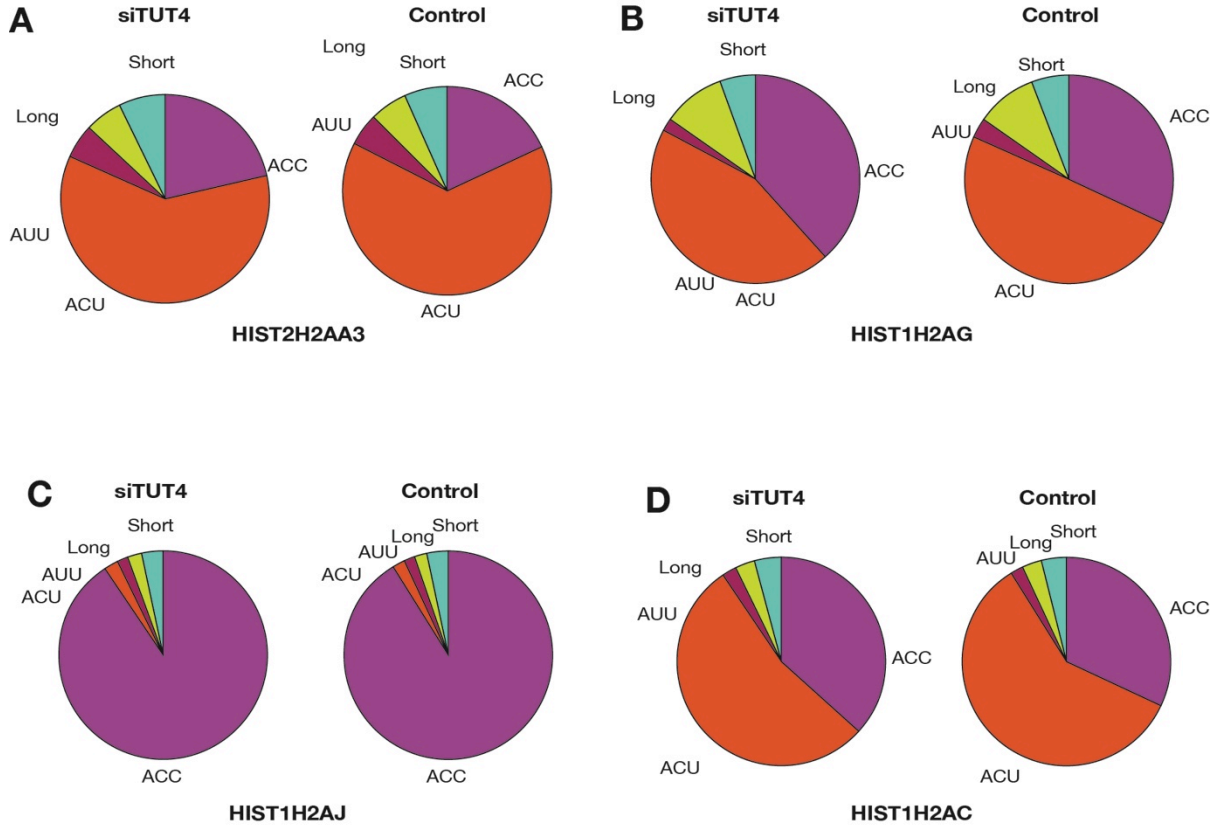 A
siTUT4
Control
Short
Long
AUU
ACU
ACC
Long
Short
AUU
ACC
ACU
HIST2H2AA3
B
siTUT4
Control
Short
Long
ACC
AUU
ACU
Short
Long
AUU
ACC
ACU
HIST1H2AG
C
siTUT4
Control
Short
Long
AUU
ACU
ACC
Short
Long
AUU
ACU
ACC
HIST1H2AJ
D
siTUT4
Control
Short
Long
AUU
ACC
ACU
Short
Long
AUU
ACC
ACU
HIST1H2AC